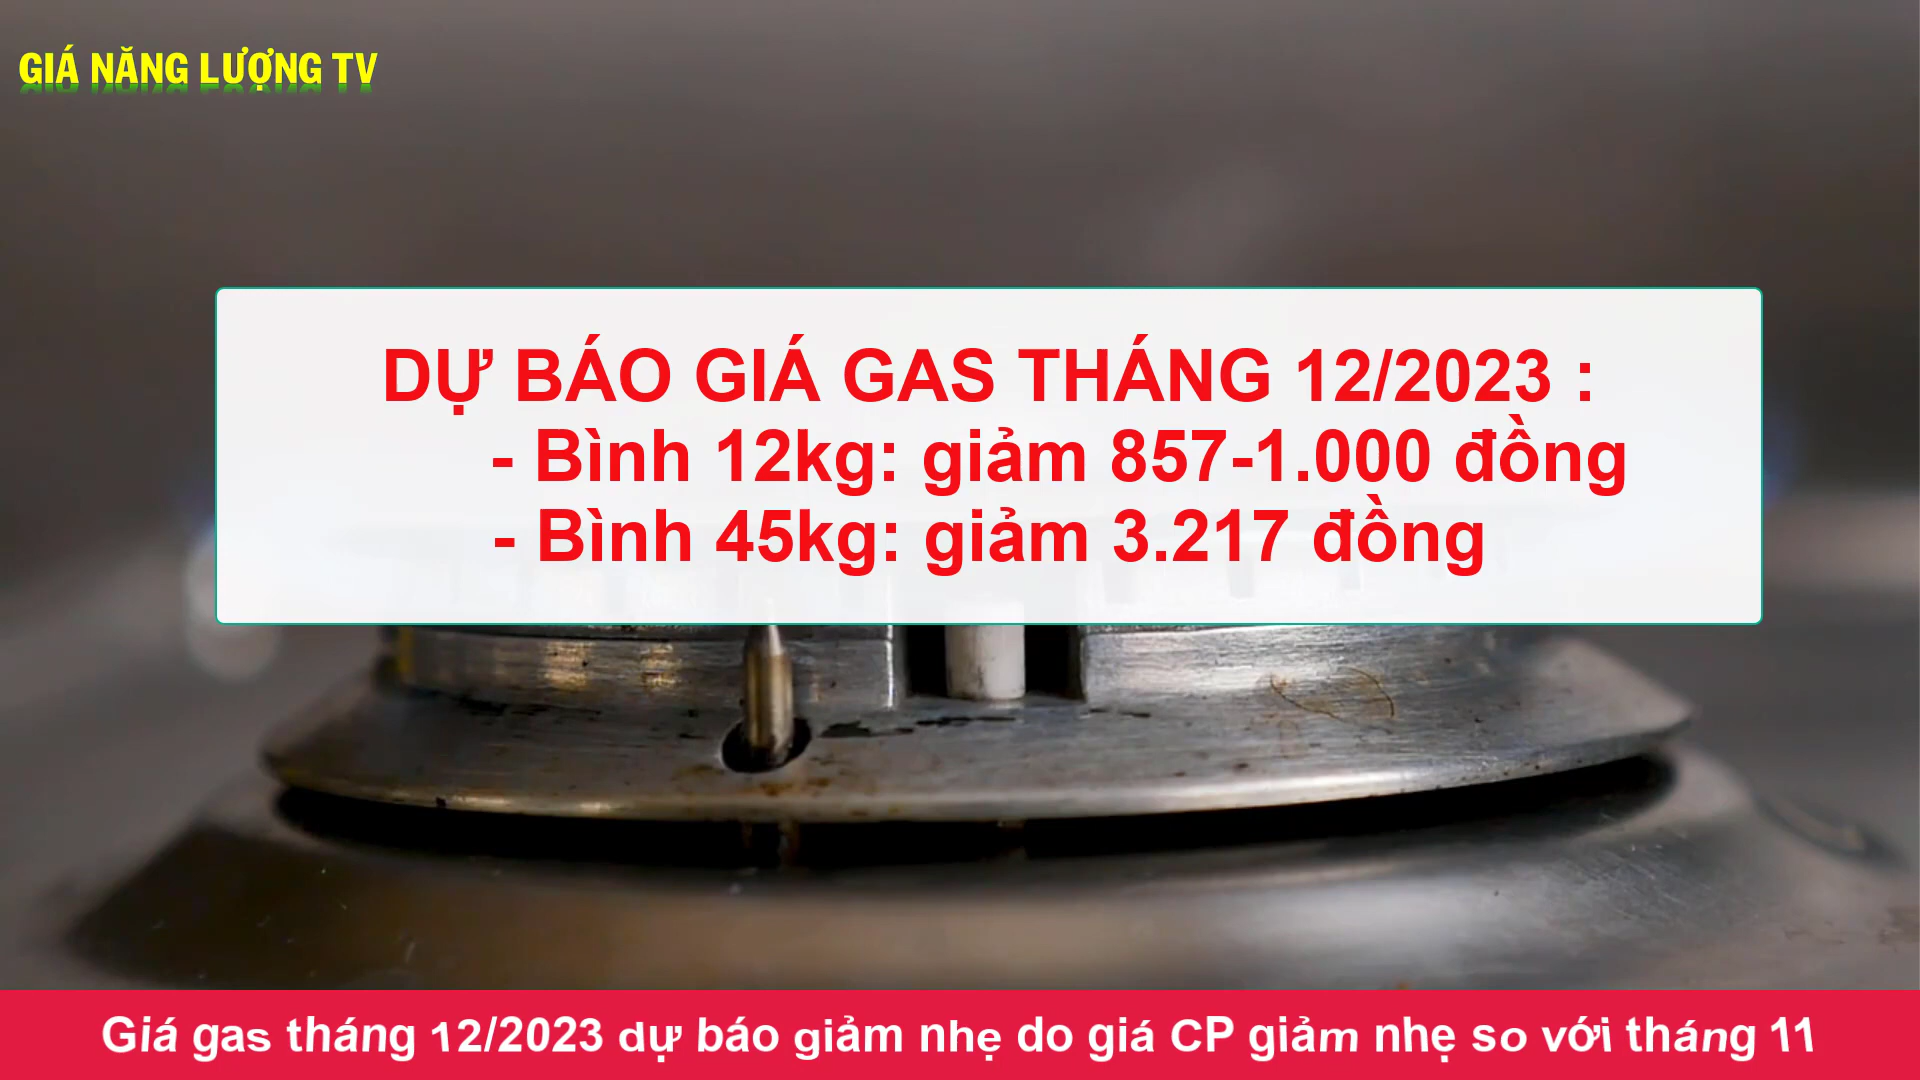 GIÁ NĂNG LƯỢNG TV
DỰ BÁO GIÁ GAS THÁNG 12/2023 :
- Bình 12kg: giảm 857-1.000 đồng
- Bình 45kg: giảm 3.217 đồng
Giá gas tháng 12/2023 dự báo giảm nhẹ do giá CP giảm nhẹ so với tháng 11